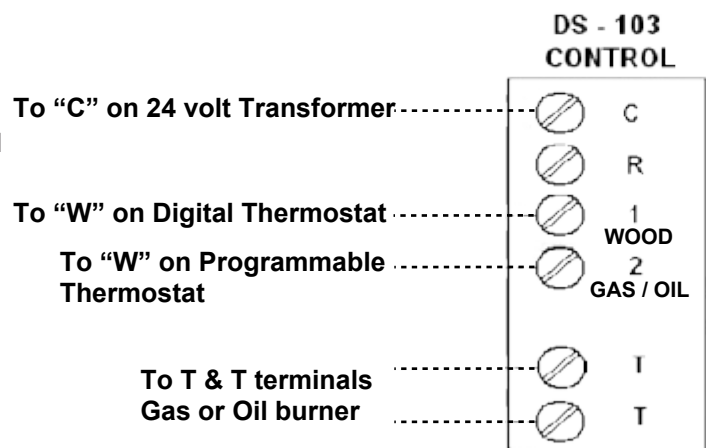 DS - 103
CONTROL
To “C” on 24 volt Transformer
C
R
To “W” on Digital Thermostat
1
WOOD
To “W” on Programmable
Thermostat
2
GAS / OIL
To T & T terminals
Gas or Oil burner
T
T